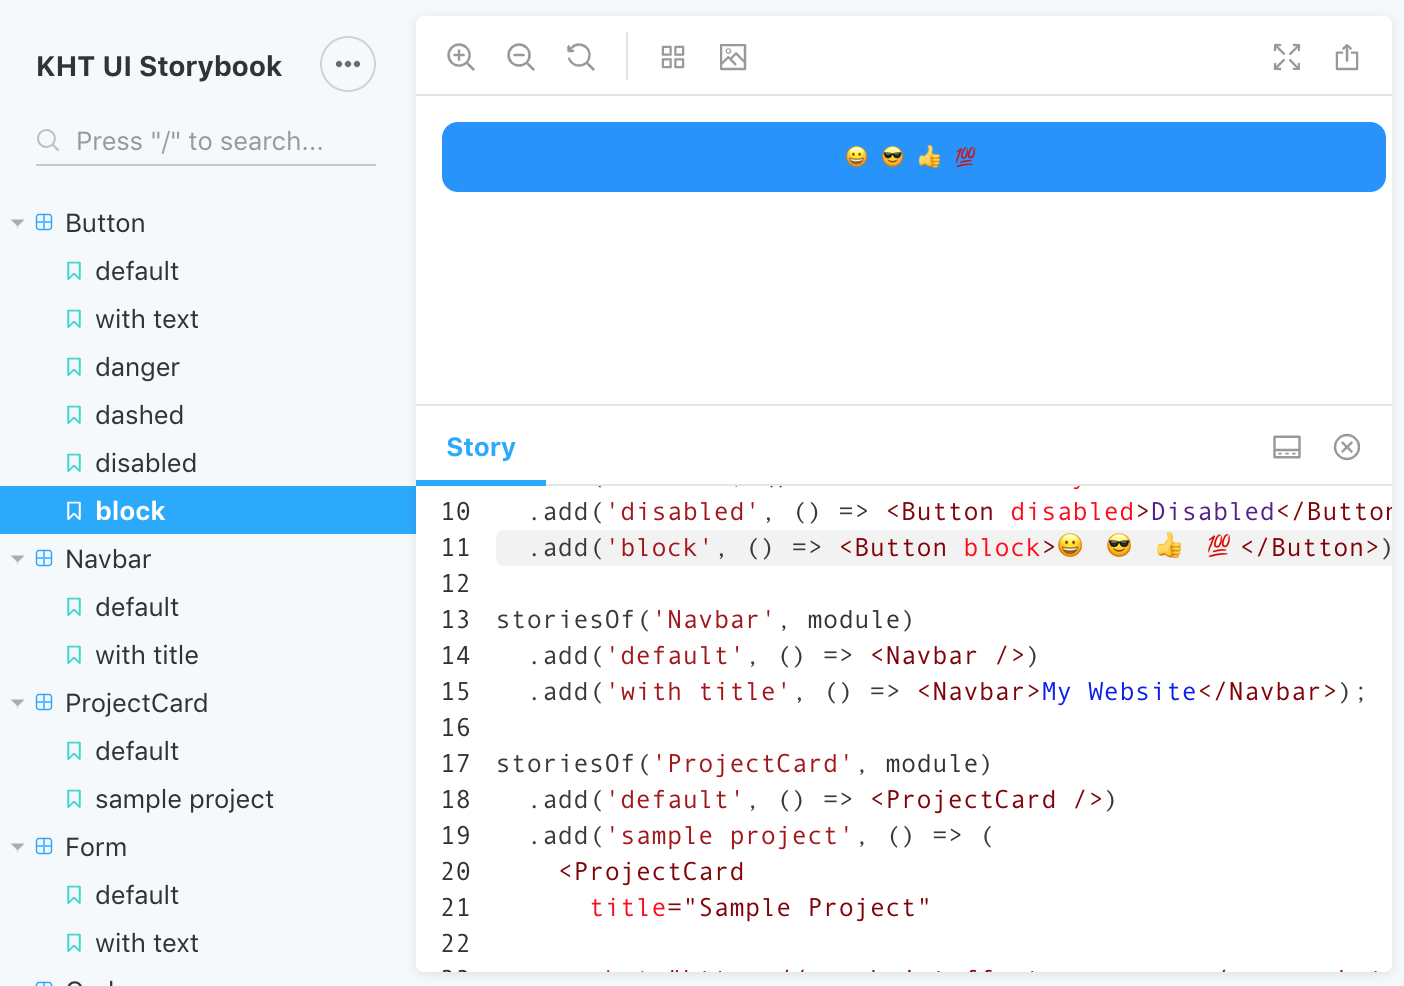 KHT UI Storybook
Press "/" to search...
Button
default
with text
danger
dashed
disabled
block
Navbar
default
with title
ProjectCard
default
sample project
Form
default
with text
😀 😎 👍 💯
Story
10 .add('disabled', () => <Button disabled>Disabled</Button
11 .add('block', () => <Button block>😀 😎 👍 💯</Button>)
12
13 storiesOf('Navbar', module)
14 .add('default', () => <Navbar />)
15 .add('with title', () => <Navbar>My Website</Navbar>);
16
17 storiesOf('ProjectCard', module)
18 .add('default', () => <ProjectCard />)
19 .add('sample project', () => (
20 <ProjectCard
21 title="Sample Project"
22